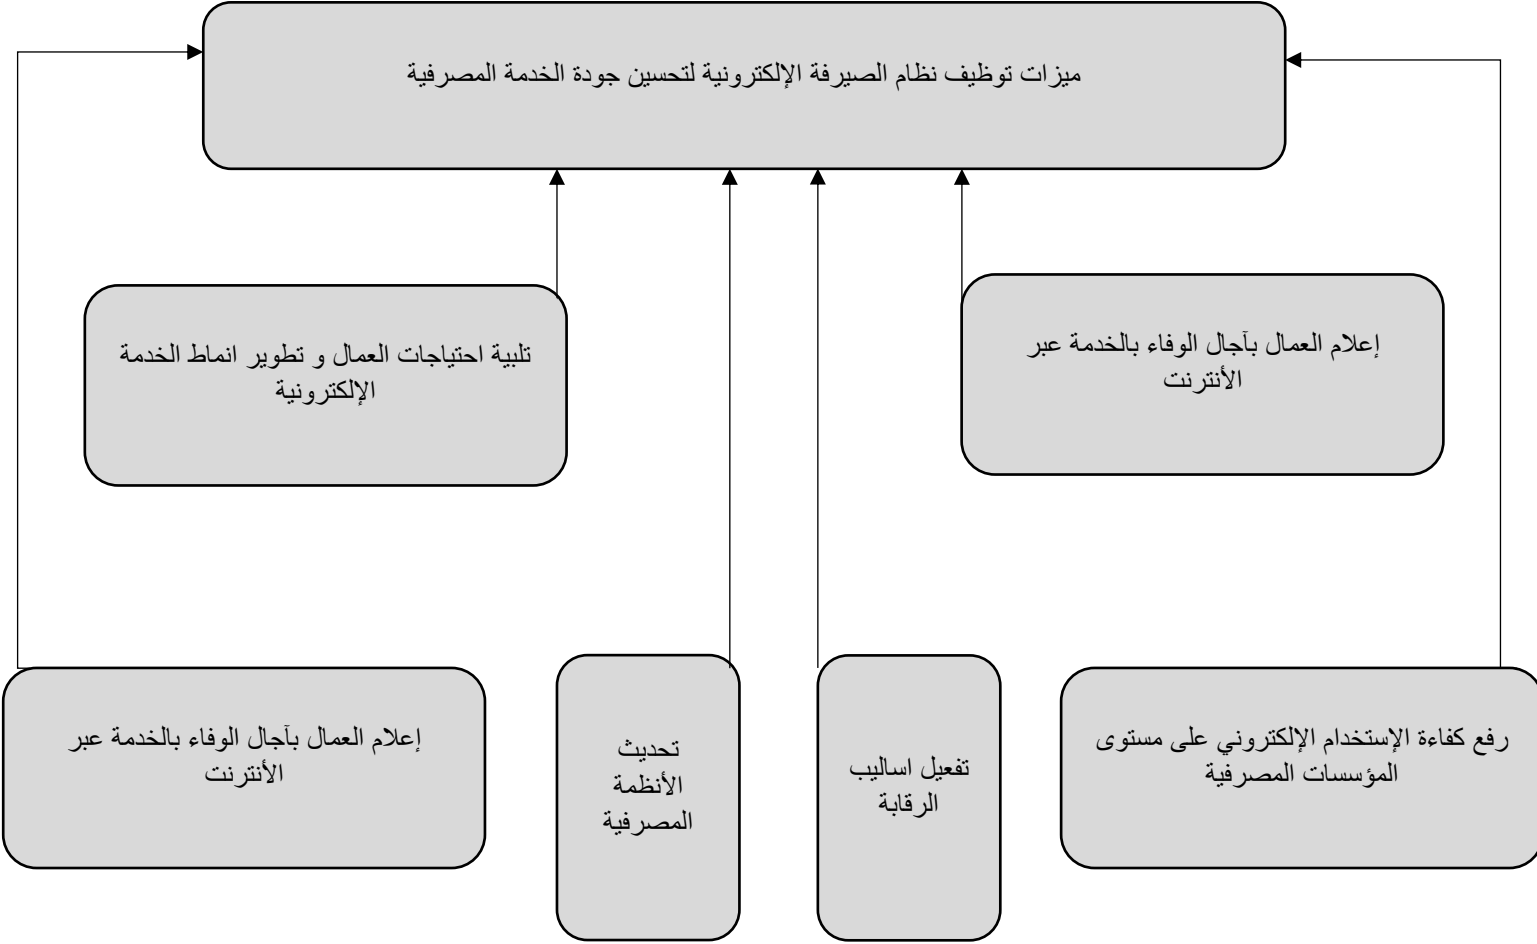 ميزات توظيف نظام الصيرفة الإلكترونية لتحسين جودة الخدمة المصرفية
إعلام العمال بآجال الوفاء بالخدمة عبر
الأنترنت
تلبية احتياجات العمال و تطوير انماط الخدمة
الإلكترونية
رفع كفاءة الإستخدام الإلكتروني على مستوى
المؤسسات المصرفية
تفعيل اساليب
الرقابة
تحديث
الأنظمة
المصرفية
إعلام العمال بآجال الوفاء بالخدمة عبر
الأنترنت